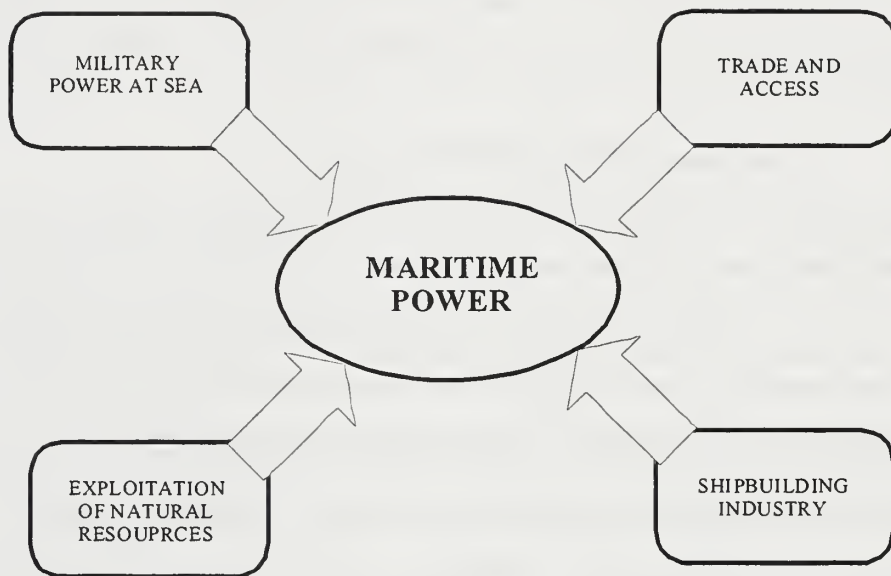 MILITARY
POWER AT SEA
TRADE AND
ACCESS
MARITIME
POWER
EXPLOITATION
OF NATURAL
RESOUPRCES
SHIPBUILDING
INDUSTRY